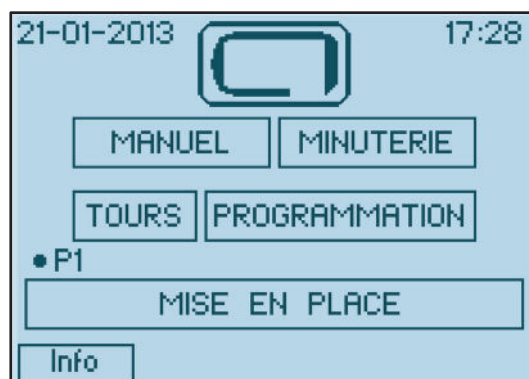 21-01-2013 17:28
MANUEL MINUTERIE
TOURS PROGRAMMATION
• P1
MISE EN PLACE
Info